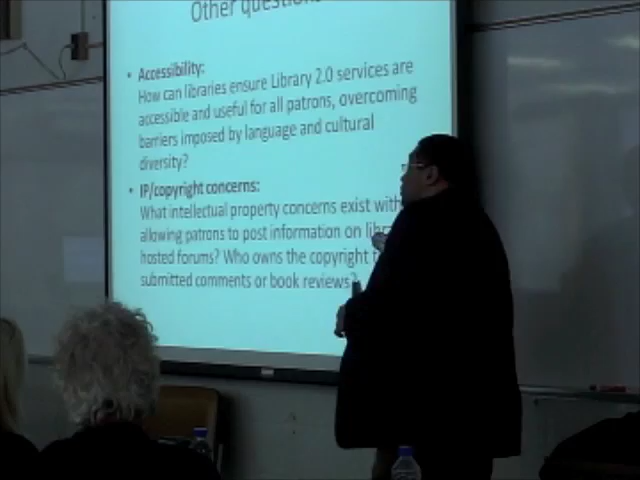 Other
• Accessibility:
How can libraries ensure Library 2.0 services are
accessible and useful for all patrons, overcoming
barriers imposed by language and cultural
diversity?
• IP/copyright concerns:
What intellectual property concerns exist with
allowing patrons to post information on
hosted forums? Who owns the copyright
submitted comments or book reviews?